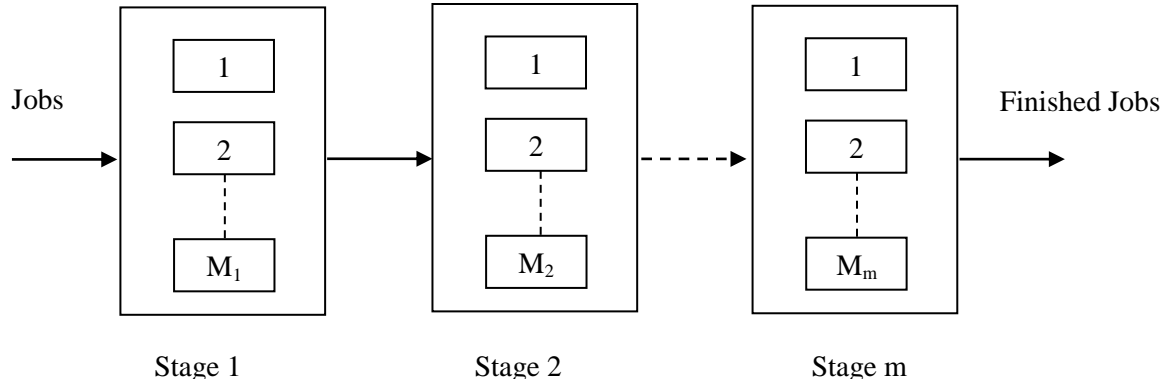 Jobs
1
2
M₁
Stage 1
1
2
M₂
Stage 2
1
2
Mₘ
Stage m
Finished Jobs